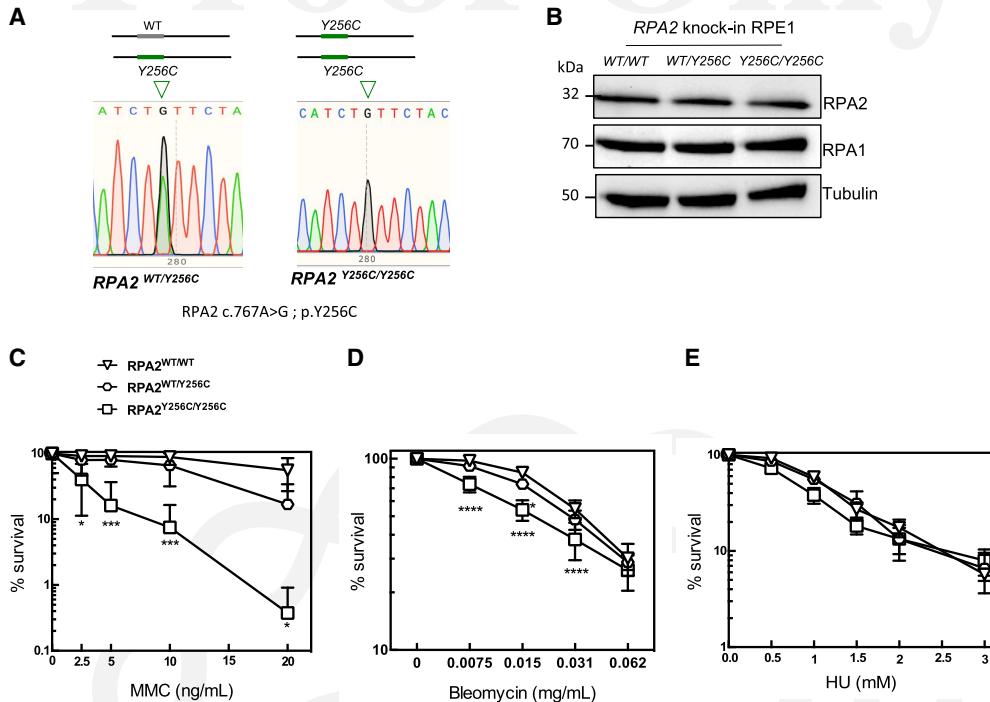 A
WT
Y256C
Y256C
Y256C
A T C T G T T C T A
280
C A T C T G T T C T A C
280
RPA2 WT/Y256C
RPA2 Y256C/Y256C
RPA2 c.767A>G ; p.Y256C
B
RPA2 knock-in RPE1
kDa
WT/WT WT/Y256C Y256C/Y256C
32
RPA2
70
RPA1
50
Tubulin
C
RPA2WT/WT
RPA2WT/Y256C
RPA2Y256C/Y256C
% survival
100
10
1
0.1
* *** *** *
0 2.5 5 10 15 20
MMC (ng/mL)
D
% survival
100
10
**** * **** ****
0 0.0075 0.015 0.031 0.062
Bleomycin (mg/mL)
E
% survival
100
10
1
0.0 0.5 1 1.5 2 3
HU (mM)